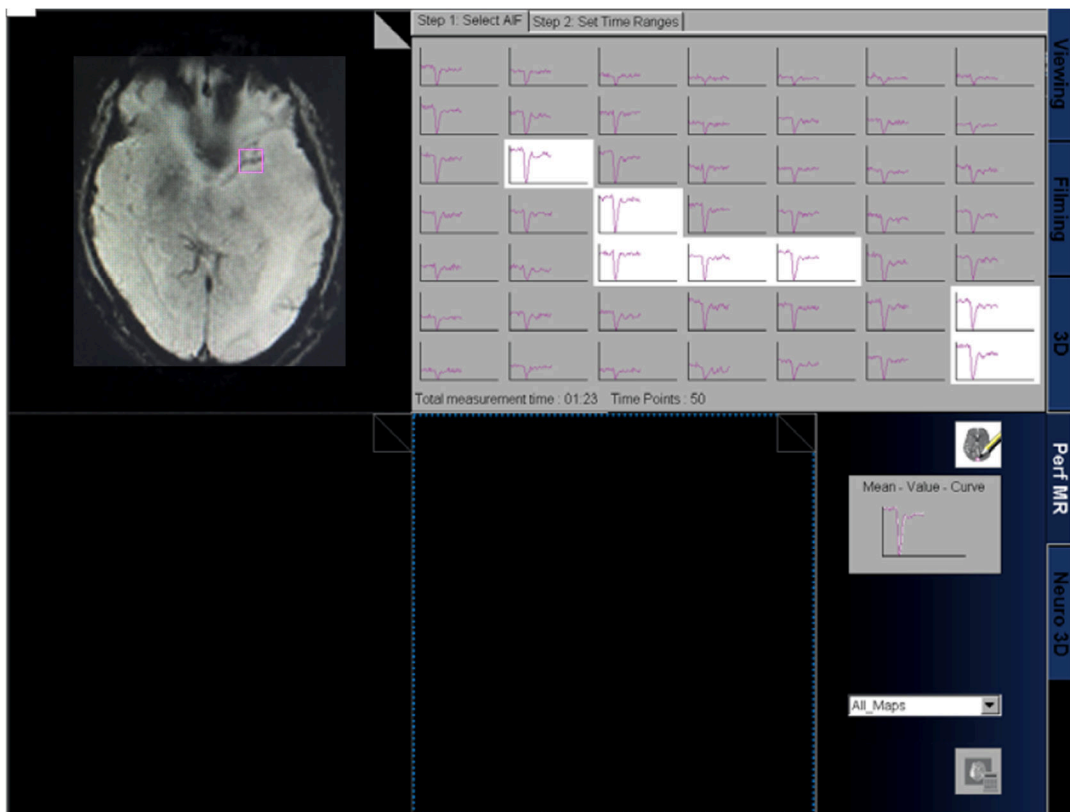 Step 1: Select AIF Step 2: Set Time Ranges
Total measurement time : 01:23 Time Points : 50
Mean - Value - Curve
All_Maps
Viewing
Filming
3D
Perf MR
Neuro 3D